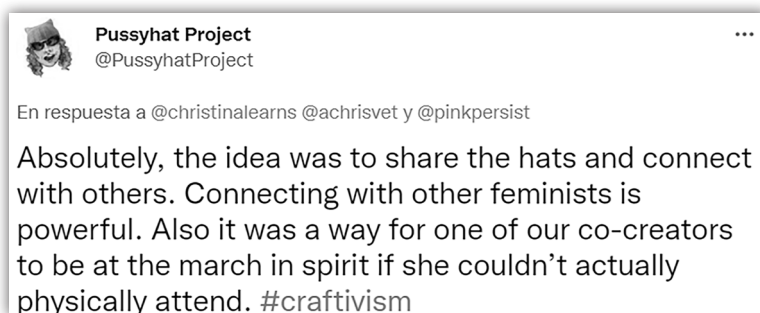 Pussyhat Project
@PussyhatProject
En respuesta a @christinalearns @achrisvet y @pinkpersist
Absolutely, the idea was to share the hats and connect
with others. Connecting with other feminists is
powerful. Also it was a way for one of our co-creators
to be at the march in spirit if she couldn’t actually
physically attend. #craftivism